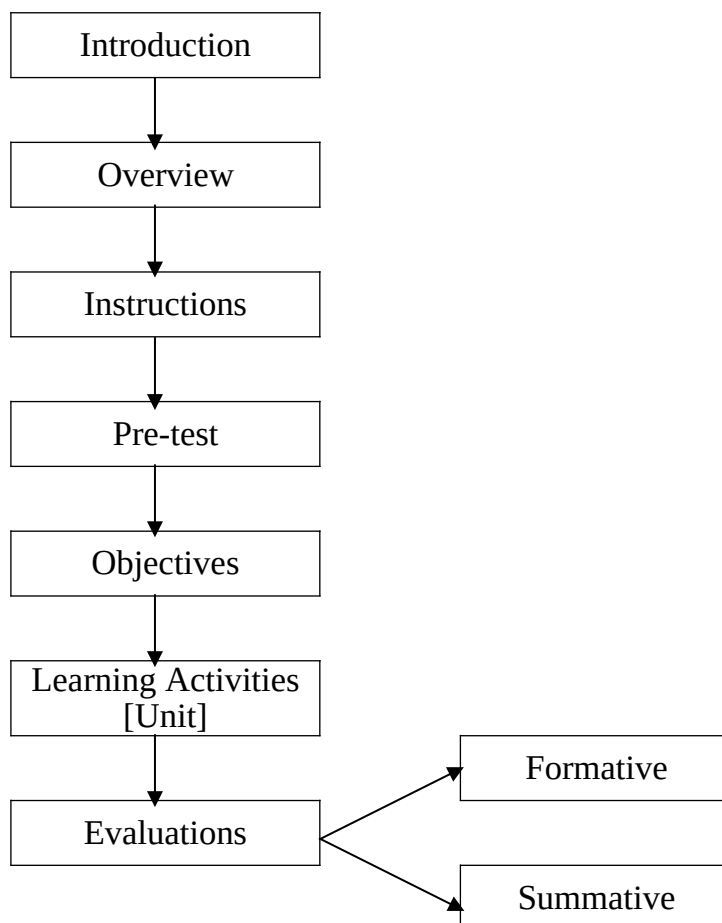 Introduction
Overview
Instructions
Pre-test
Objectives
Learning Activities
[Unit]
Evaluations
Formative
Summative